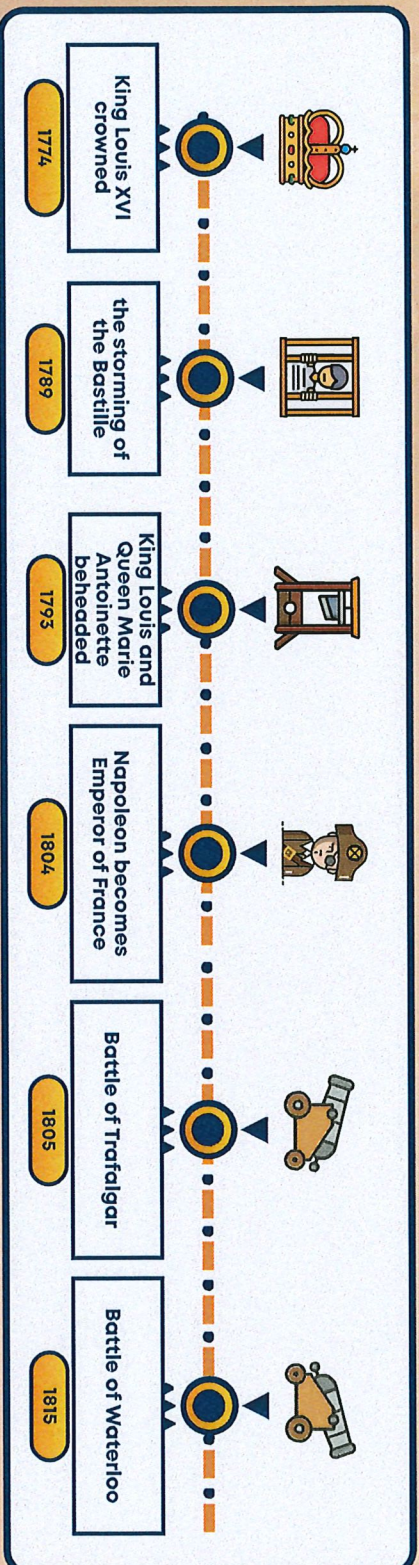 King Louis XVI
crowned
1774
the storming of
the Bastille
1789
King Louis and
Queen Marie
Antoinette
beheaded
1793
Napoleon becomes
Emperor of France
1804
Battle of Trafalgar
1805
Battle of Waterloo
1815